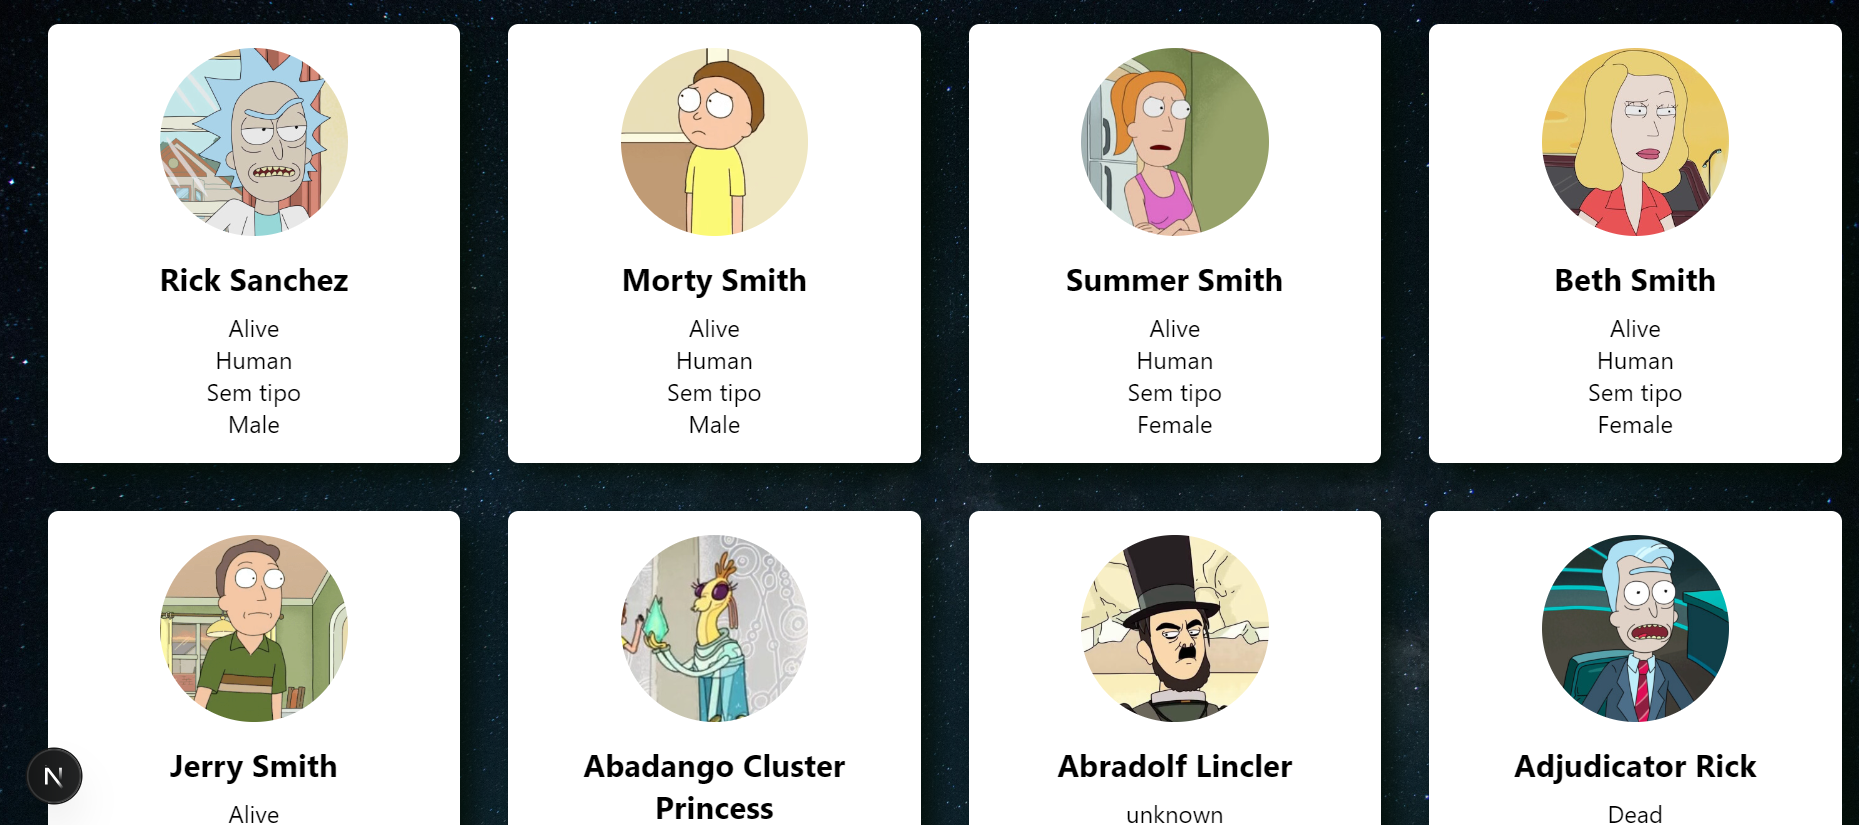 Rick Sanchez
Alive
Human
Sem tipo
Male
Morty Smith
Alive
Human
Sem tipo
Male
Summer Smith
Alive
Human
Sem tipo
Female
Beth Smith
Alive
Human
Sem tipo
Female
Jerry Smith
Alive
Abadango Cluster
Princess
Abradolf Lincler
unknown
Adjudicator Rick
Dead
N